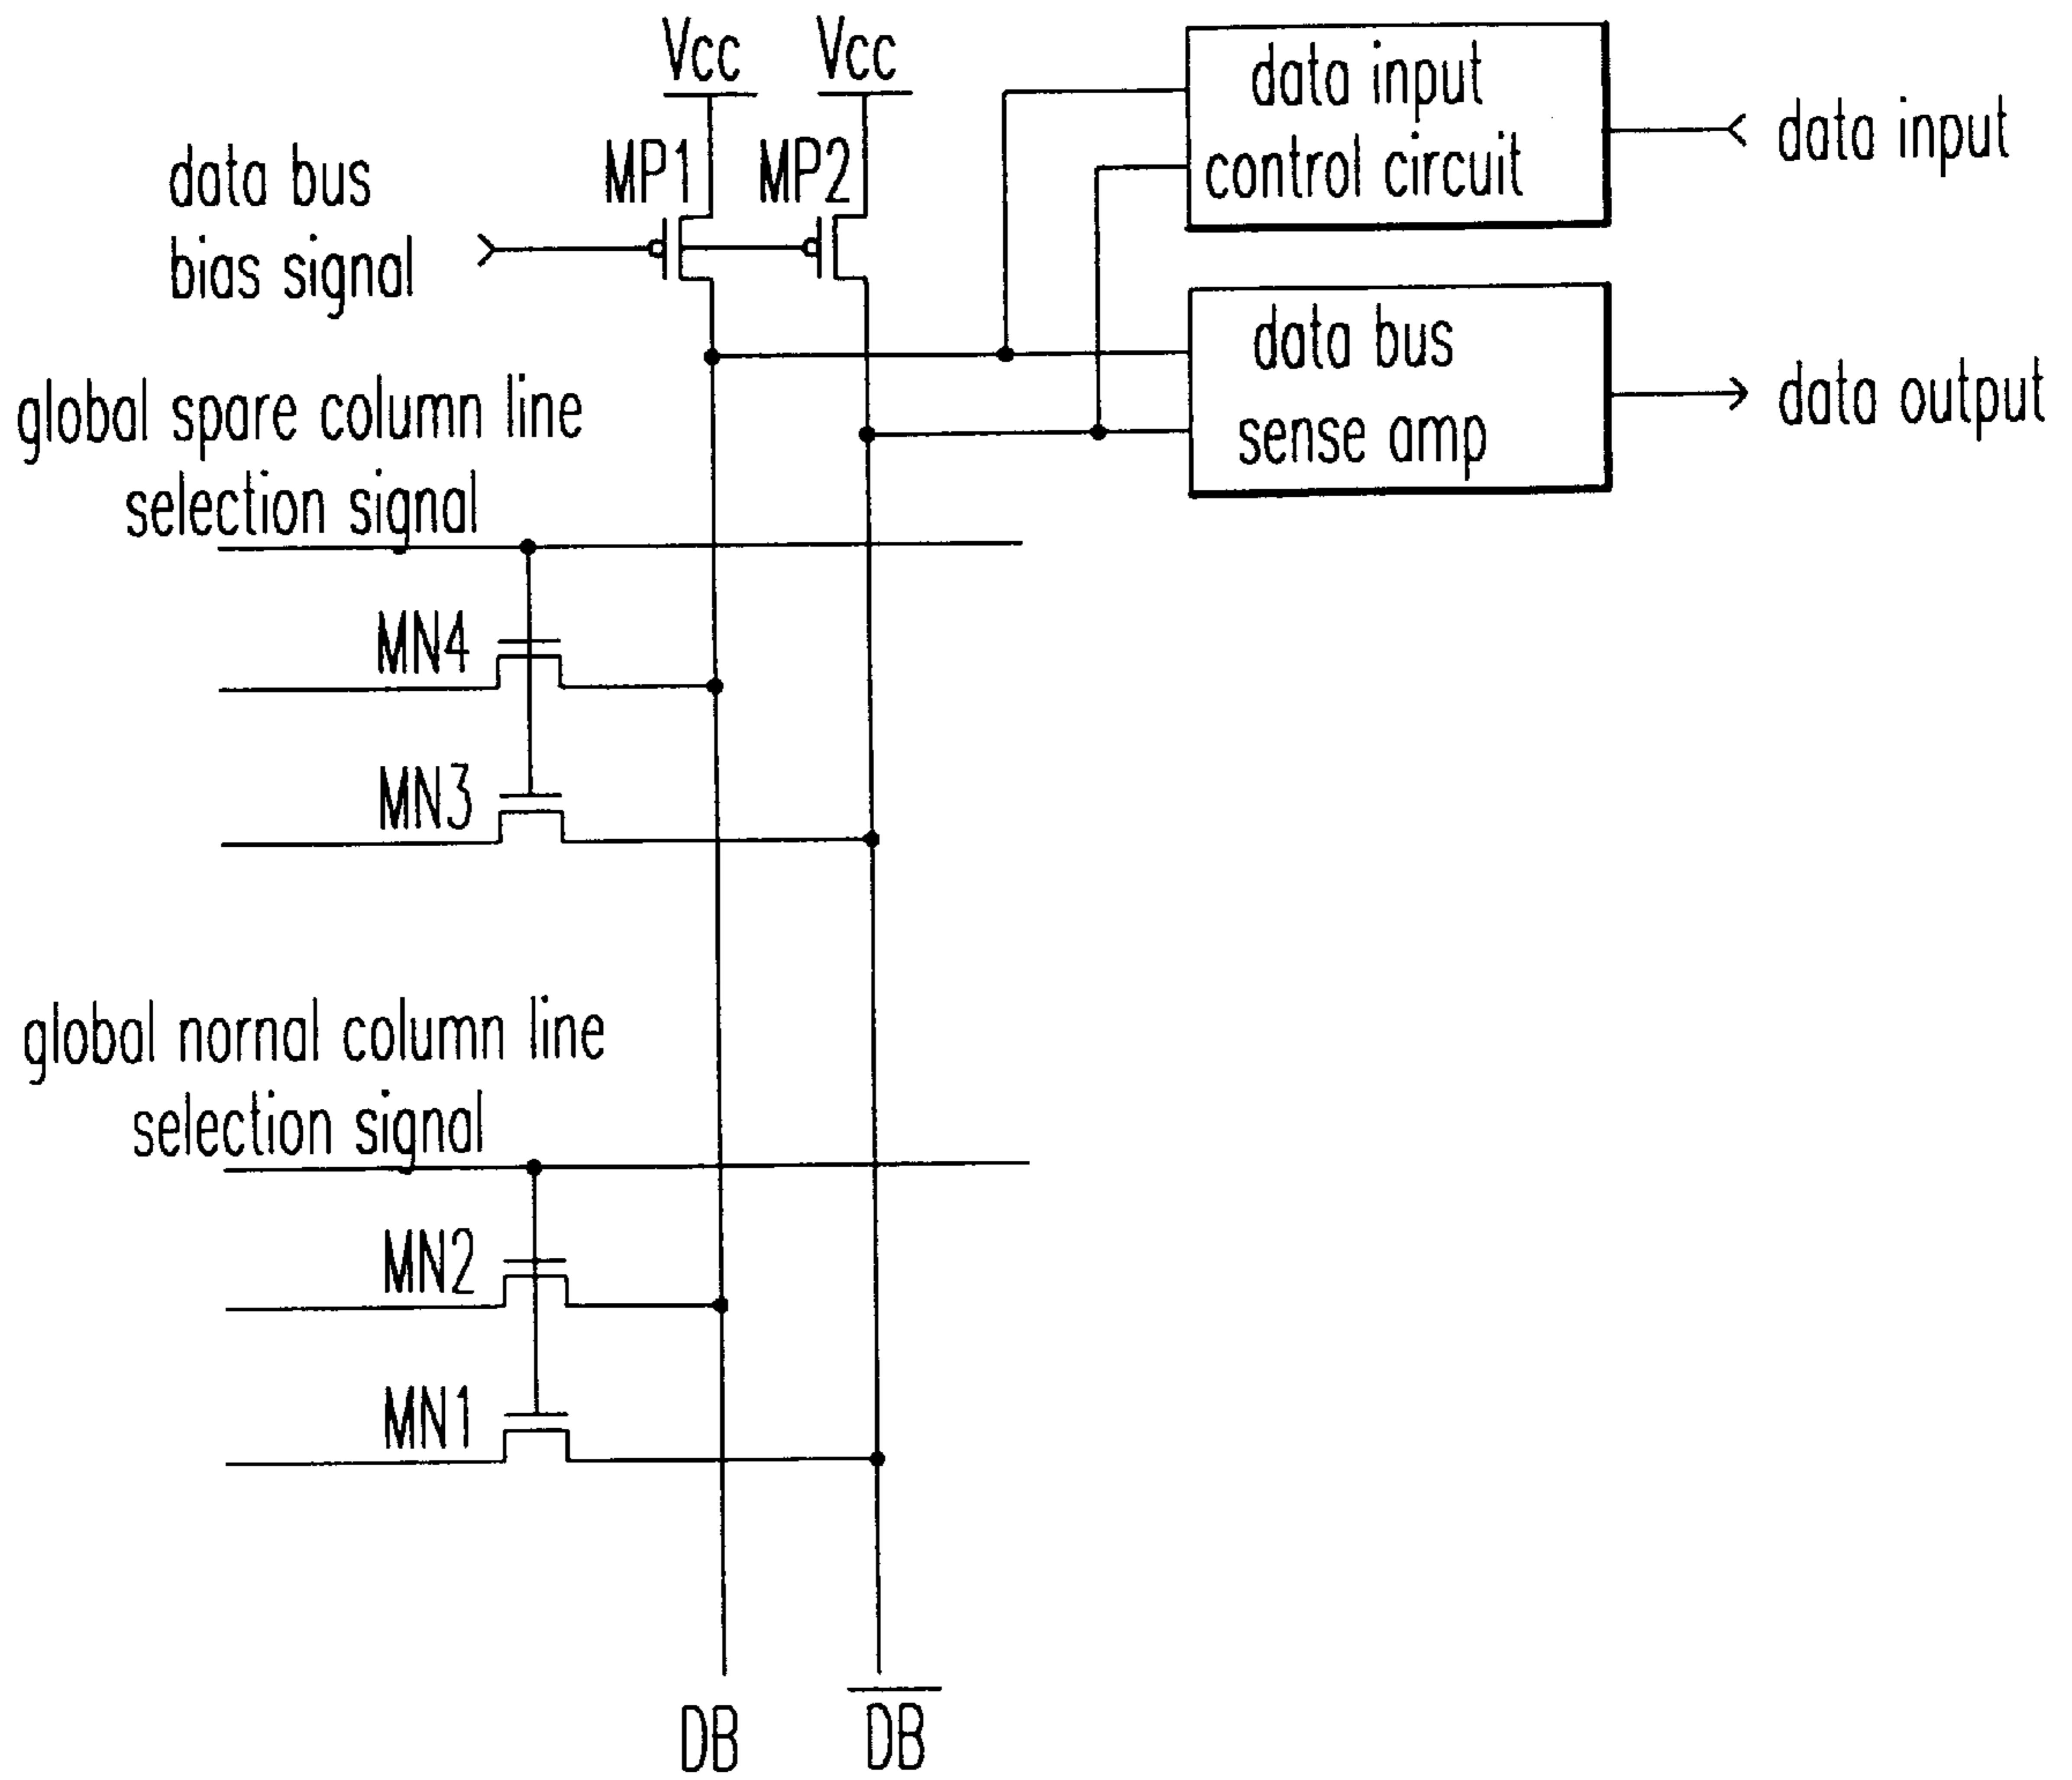 Vcc
Vcc
MP1
MP2
data bus
bias signal
data input
control circuit
data input
data bus
sense amp
data output
global spare column line
selection signal
MN4
MN3
global nornal column line
selection signal
MN2
MN1
DB
DB